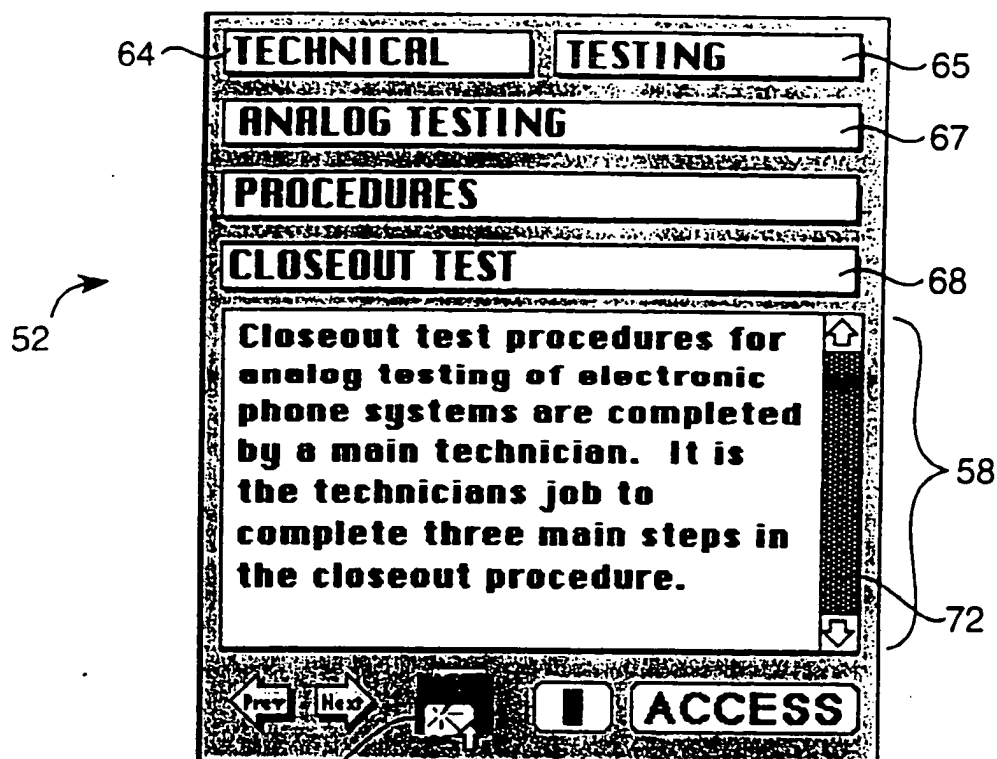 64 TECHNICAL TESTING 65
ANALOG TESTING 67
PROCEDURES
CLOSEOUT TEST 68
52
Closeout test procedures for
analog testing of electronic
phone systems are completed
by a main technician. It is
the technicians job to
complete three main steps in
the closeout procedure.
58
72
Prev Next ACCESS